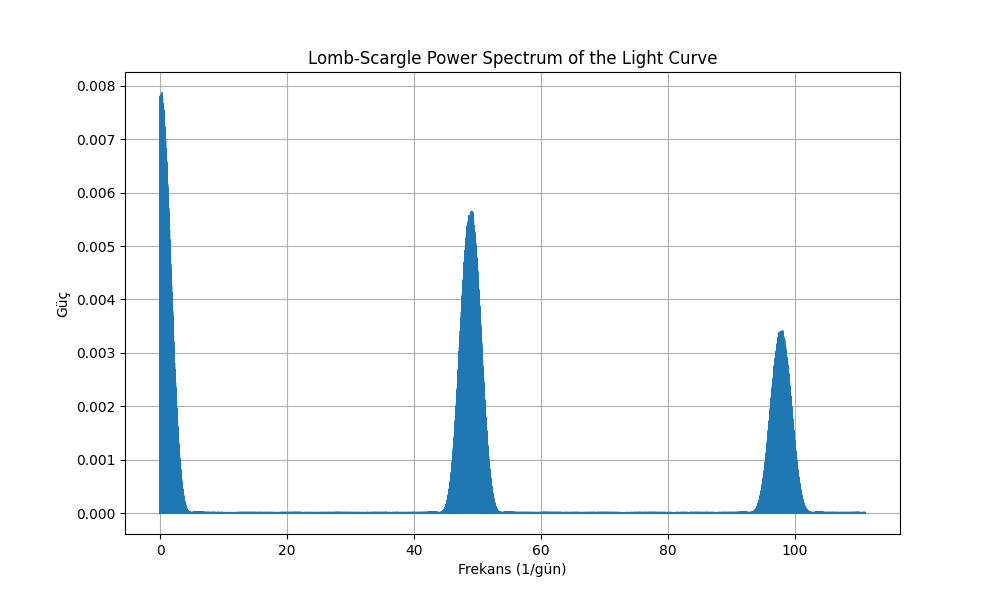 Lomb-Scargle Power Spectrum of the Light Curve
0.008
0.007
0.006
0.005
0.004
0.003
0.002
0.001
0.000
Güç
0 20 40 60 80 100
Frekans (1/gün)